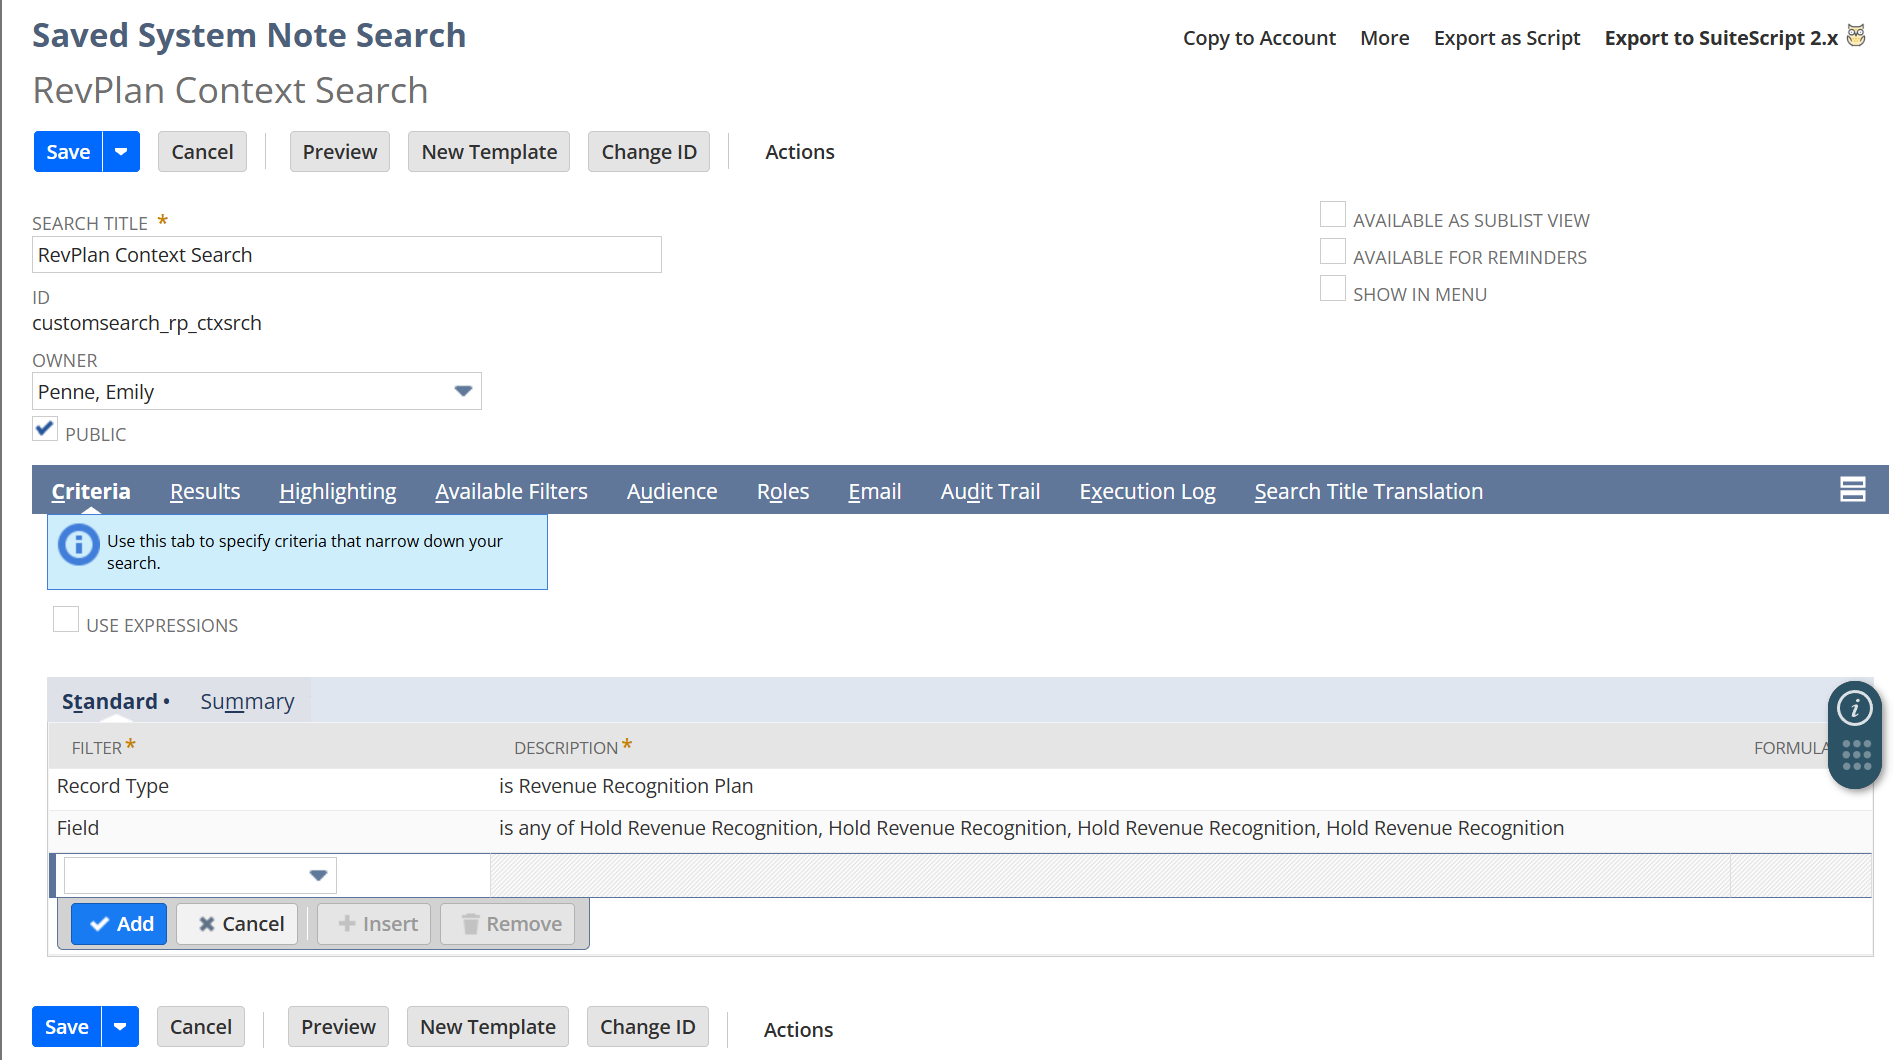 Saved System Note Search
Copy to Account More Export as Script Export to SuiteScript 2.x
RevPlan Context Search
Save Cancel Preview New Template Change ID Actions
SEARCH TITLE *
RevPlan Context Search
ID
customsearch_rp_ctxsrch
OWNER
Penne, Emily
PUBLIC
AVAILABLE AS SUBLIST VIEW
AVAILABLE FOR REMINDERS
SHOW IN MENU
Criteria Results Highlighting Available Filters Audience Roles Email Audit Trail Execution Log Search Title Translation
Use this tab to specify criteria that narrow down your
search.
USE EXPRESSIONS
Standard • Summary
FILTER * DESCRIPTION * FORMULA
Record Type is Revenue Recognition Plan
Field is any of Hold Revenue Recognition, Hold Revenue Recognition, Hold Revenue Recognition, Hold Revenue Recognition
Add Cancel Insert Remove
Save Cancel Preview New Template Change ID Actions